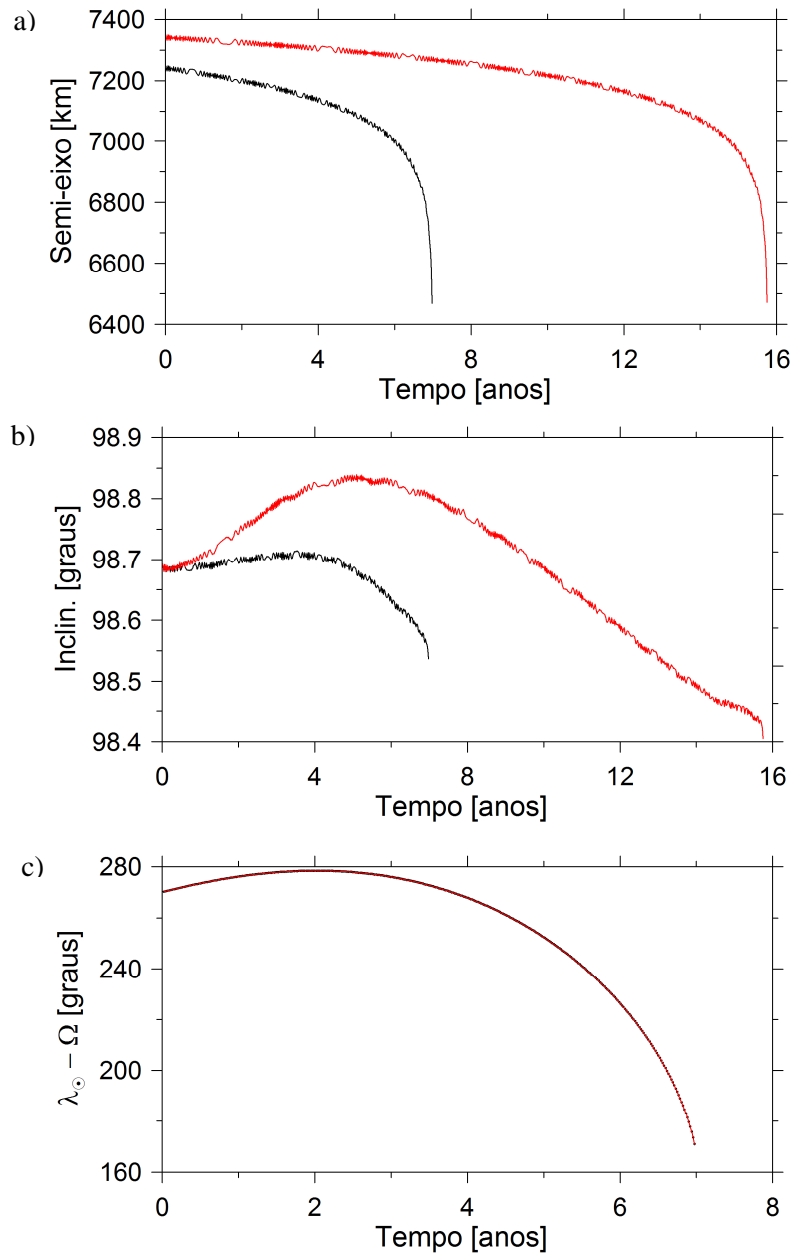 a)
7400
7200
7000
6800
6600
6400
Semi-eixo [km]
0 4 8 12 16
Tempo [anos]
b)
98.9
98.8
98.7
98.6
98.5
98.4
Inclin. [graus]
0 4 8 12 16
Tempo [anos]
c)
280
240
200
160
λ☉ − Ω [graus]
0 2 4 6 8
Tempo [anos]